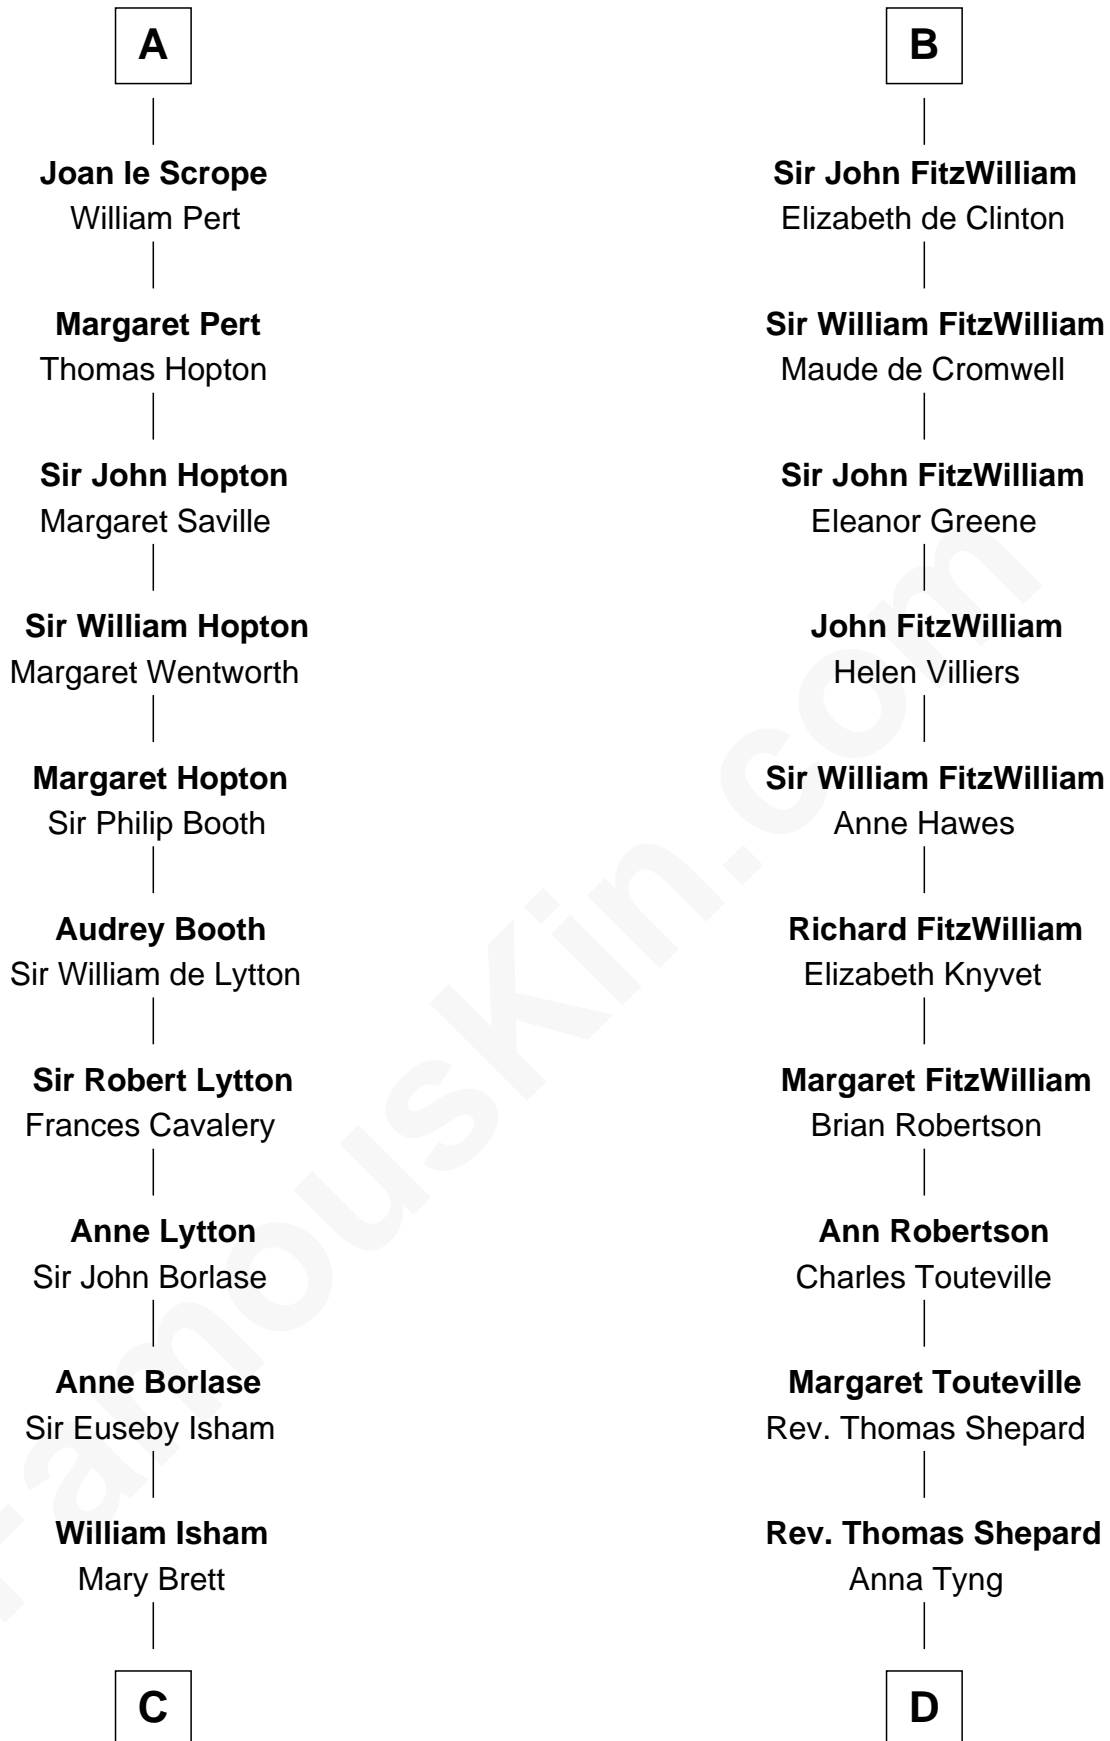 A
Joan le Scrope
William Pert
Margaret Pert
Thomas Hopton
Sir John Hopton
Margaret Saville
Sir William Hopton
Margaret Wentworth
Margaret Hopton
Sir Philip Booth
Audrey Booth
Sir William de Lytton
Sir Robert Lytton
Frances Cavalery
Anne Lytton
Sir John Borlase
Anne Borlase
Sir Euseby Isham
William Isham
Mary Brett
C
B
Sir John FitzWilliam
Elizabeth de Clinton
Sir William FitzWilliam
Maude de Cromwell
Sir John FitzWilliam
Eleanor Greene
John FitzWilliam
Helen Villiers
Sir William FitzWilliam
Anne Hawes
Richard FitzWilliam
Elizabeth Knyvet
Margaret FitzWilliam
Brian Robertson
Ann Robertson
Charles Touteville
Margaret Touteville
Rev. Thomas Shepard
Rev. Thomas Shepard
Anna Tyng
D
FamousKin.com